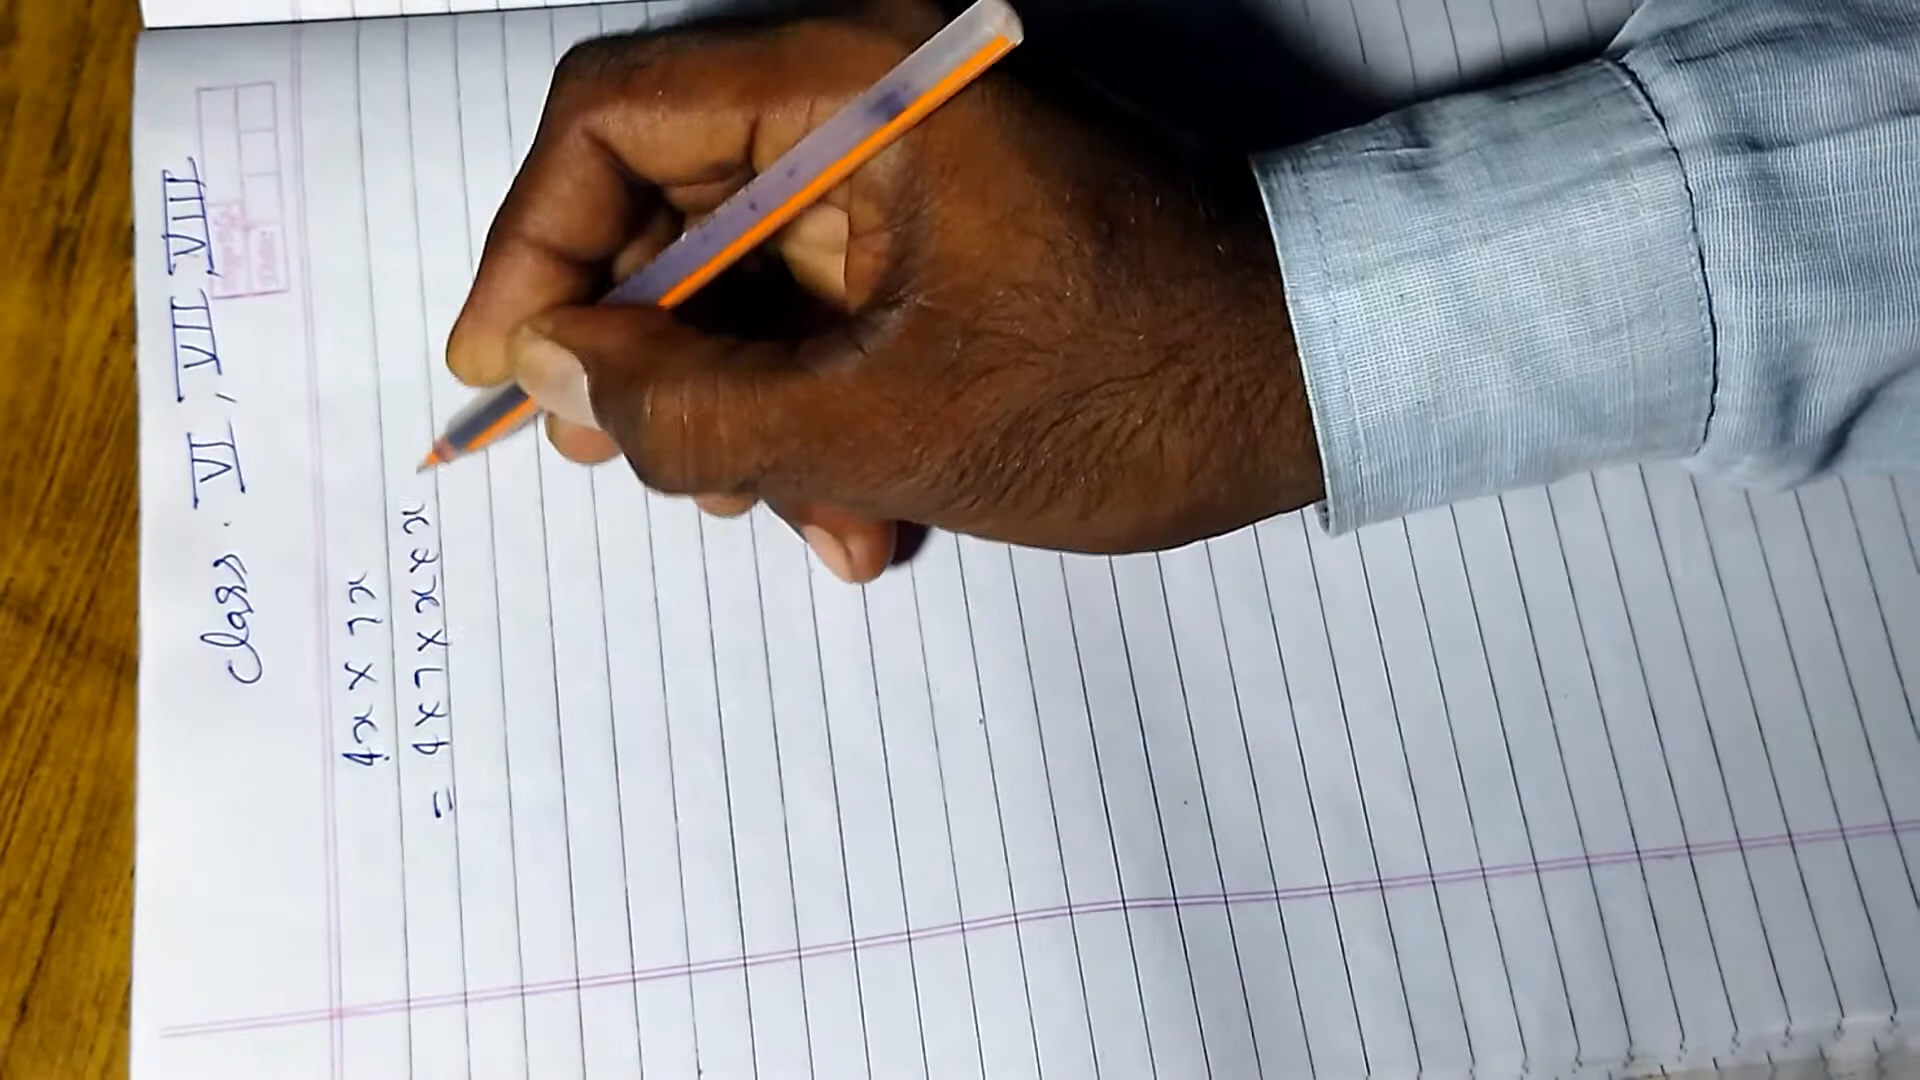 Class. VI, VII, VIII
4x × 7x
= 4 × 7 × x × x